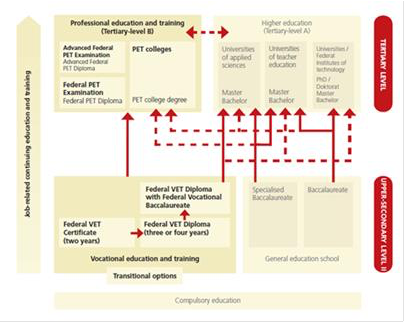 Professional education and training
(Tertiary-level B)
Higher education
(Tertiary-level A)
Advanced Federal
PET Examination
Advanced Federal
PET Diploma
PET colleges
Federal PET
Examination
Federal PET Diploma
PET college degree
Universities
of applied
sciences
Master
Bachelor
Universities
of teacher
education
Master
Bachelor
Universities /
Federal
Institutes of
technology
PhD /
Doktorat
Master
Bachelor
TERTIARY LEVEL
Job-related continuing education and training
Federal VET Diploma
with Federal Vocational
Baccalaureate
Federal VET
Certificate
(two years)
Federal VET Diploma
(three or four years)
Specialised
Baccalaureate
Baccalaureate
UPPER-SECONDARY LEVEL II
Vocational education and training
General education school
Transitional options
Compulsory education